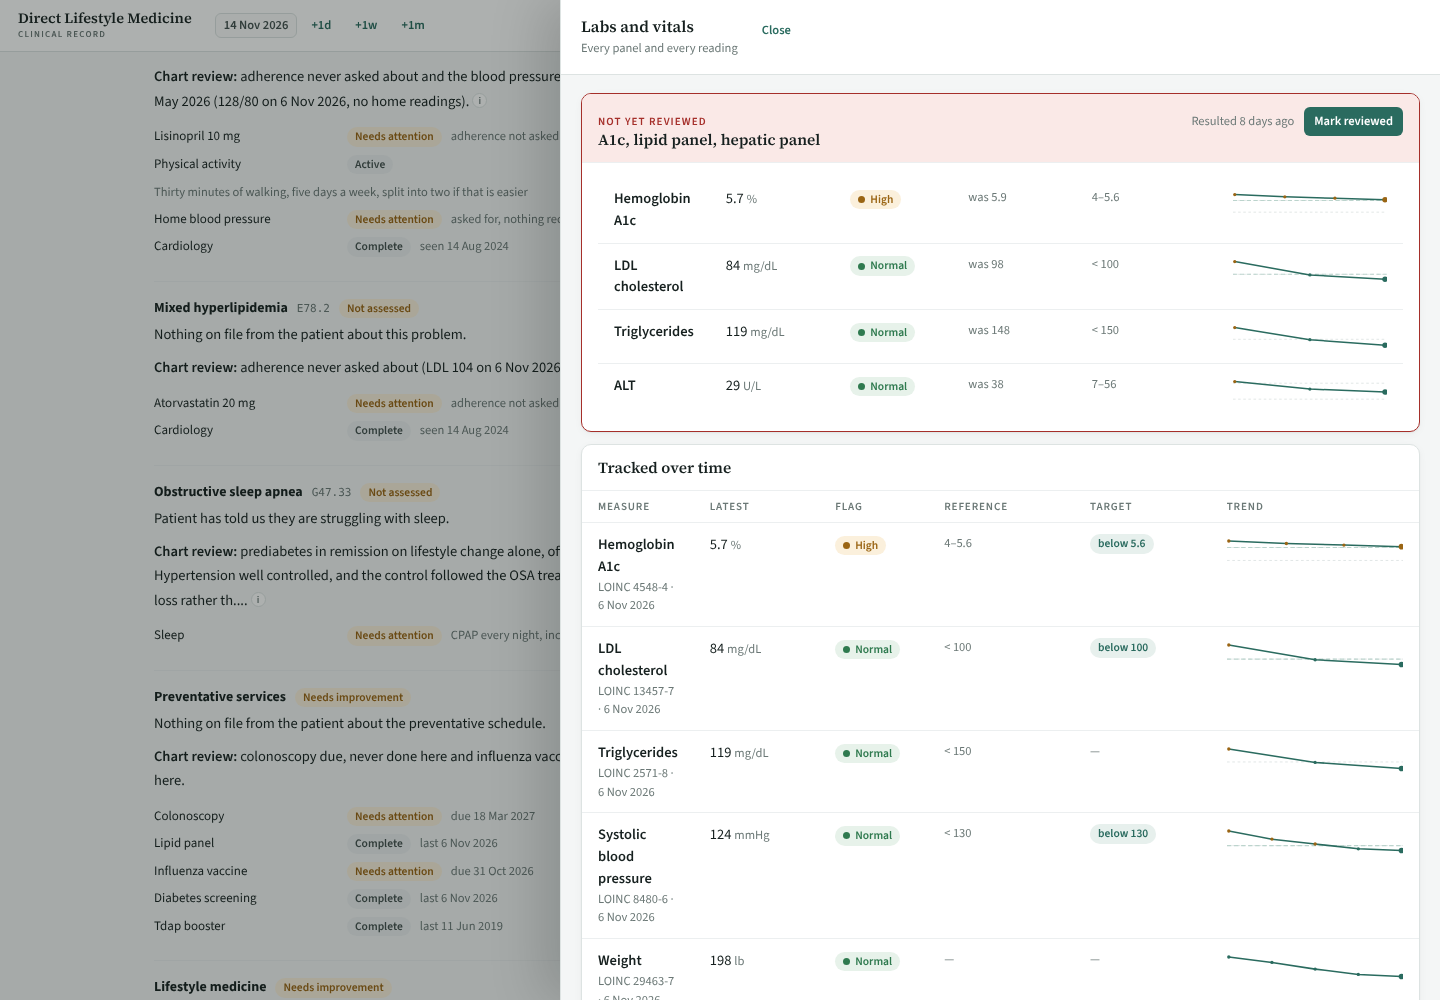 Direct Lifestyle Medicine
CLINICAL RECORD
14 Nov 2026
+1d
+1w
+1m
Chart review: adherence never asked about and the blood pressure
May 2026 (128/80 on 6 Nov 2026, no home readings). i
Lisinopril 10 mg Needs attention adherence not asked
Physical activity Active
Thirty minutes of walking, five days a week, split into two if that is easier
Home blood pressure Needs attention asked for, nothing rec
Cardiology Complete seen 14 Aug 2024
Mixed hyperlipidemia E78.2 Not assessed
Nothing on file from the patient about this problem.
Chart review: adherence never asked about (LDL 104 on 6 Nov 2026
Atorvastatin 20 mg Needs attention adherence not asked
Cardiology Complete seen 14 Aug 2024
Obstructive sleep apnea G47.33 Not assessed
Patient has told us they are struggling with sleep.
Chart review: prediabetes in remission on lifestyle change alone, of
Hypertension well controlled, and the control followed the OSA trea
loss rather th.... i
Sleep Needs attention CPAP every night, inc
Preventative services Needs improvement
Nothing on file from the patient about the preventative schedule.
Chart review: colonoscopy due, never done here and influenza vacc
here.
Colonoscopy Needs attention due 18 Mar 2027
Lipid panel Complete last 6 Nov 2026
Influenza vaccine Needs attention due 31 Oct 2026
Diabetes screening Complete last 6 Nov 2026
Tdap booster Complete last 11 Jun 2019
Lifestyle medicine Needs improvement
Labs and vitals
Every panel and every reading
Close
NOT YET REVIEWED
A1c, lipid panel, hepatic panel
Resulted 8 days ago
Mark reviewed
Hemoglobin 5.7 % High was 5.9 4–5.6
A1c
LDL 84 mg/dL Normal was 98 < 100
cholesterol
Triglycerides 119 mg/dL Normal was 148 < 150
ALT 29 U/L Normal was 38 7–56
Tracked over time
MEASURE LATEST FLAG REFERENCE TARGET TREND
Hemoglobin 5.7 % High 4–5.6 below 5.6
A1c
LOINC 4548-4 ·
6 Nov 2026
LDL 84 mg/dL Normal < 100 below 100
cholesterol
LOINC 13457-7
· 6 Nov 2026
Triglycerides 119 mg/dL Normal < 150 —
LOINC 2571-8 ·
6 Nov 2026
Systolic 124 mmHg Normal < 130 below 130
blood
pressure
LOINC 8480-6 ·
6 Nov 2026
Weight 198 lb Normal — —
LOINC 29463-7
· 6 Nov 2026